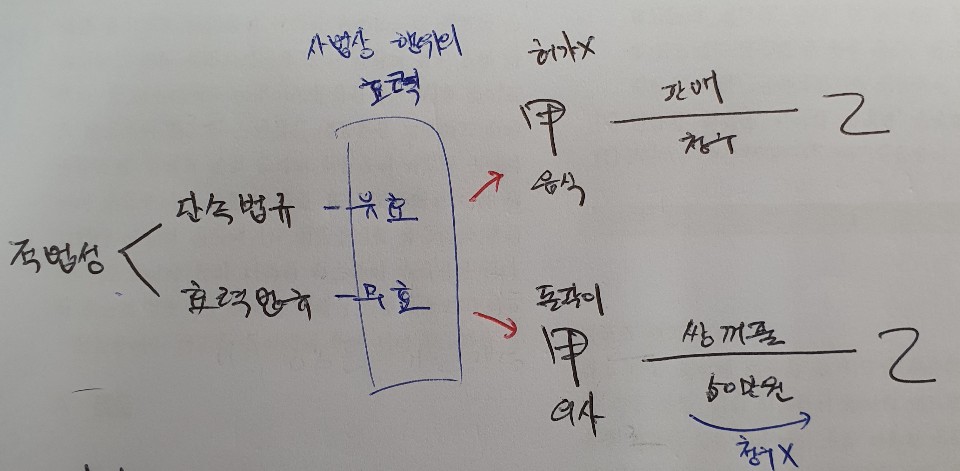 사법상 행위의
효력
허가X
甲
판매
청구
乙
음식
적법성
단속법규 - 유효
효력법규 - 무효
돌팔이
甲
쌍꺼풀
50만원
乙
의사
청구X